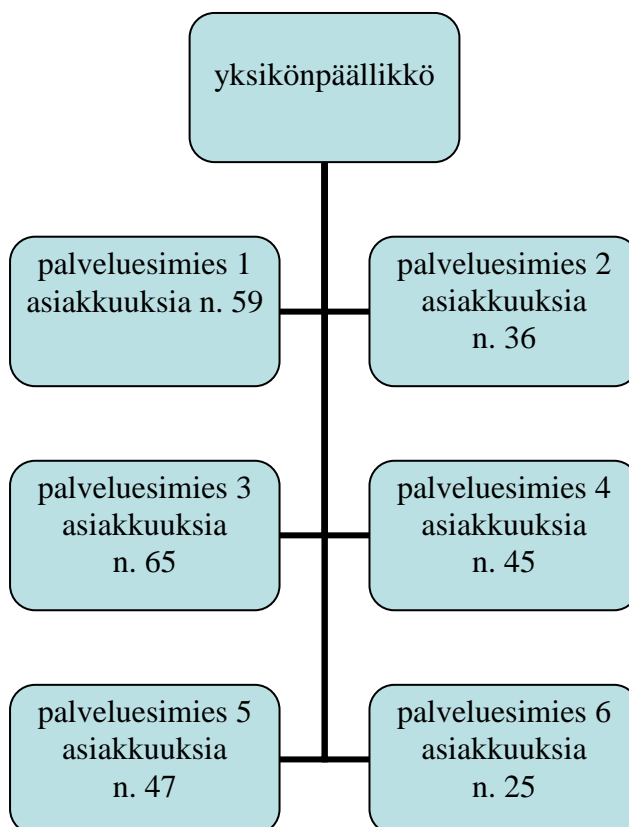 yksikönpäällikkö
palveluesimies 1
asiakkuuksia n. 59
palveluesimies 2
asiakkuuksia
n. 36
palveluesimies 3
asiakkuuksia
n. 65
palveluesimies 4
asiakkuuksia
n. 45
palveluesimies 5
asiakkuuksia
n. 47
palveluesimies 6
asiakkuuksia
n. 25